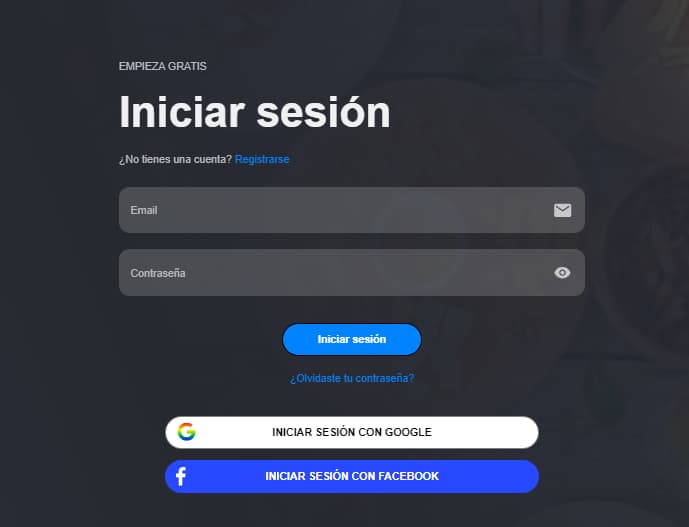 EMPIEZA GRATIS
Iniciar sesión
¿No tienes una cuenta? Registrarse
Email
Contraseña
Iniciar sesión
¿Olvidaste tu contraseña?
INICIAR SESIÓN CON GOOGLE
INICIAR SESIÓN CON FACEBOOK